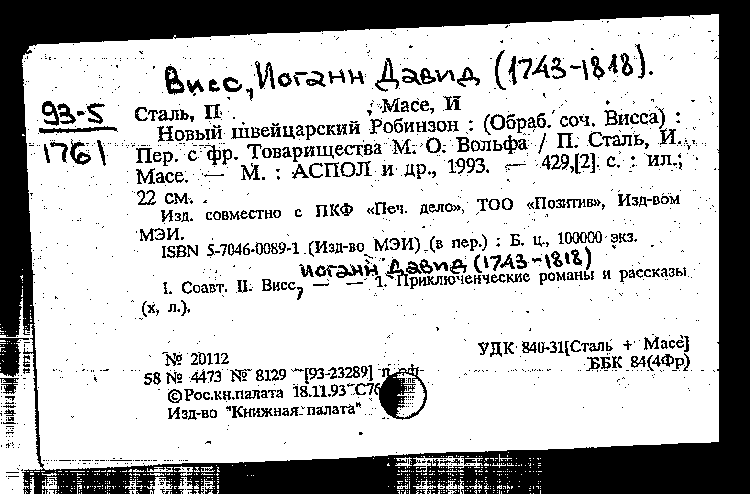 Висс, Иоганн Давид (1743-1818).
93-5
1761
Сталь, П . , Масе, И
Новый швейцарский Робинзон : (Обраб. соч. Висса) :
Пер. с фр. Товарищества М. О. Вольфа / П. Сталь, И.
Масе. — М. : АСПОЛ и др., 1993. — 429,[2] с. : ил.;
22 см.
Изд. совместно с ПКФ «Печ. дело», ТОО «Позитив», Изд-вом
МЭИ.
ISBN 5-7046-0089-1 (Изд-во МЭИ) (в пер.) : Б. ц., 100000 экз.
Иоганн Давид (1743-1818)
I. Соавт. II. Висс, — — 1. Приключенческие романы и рассказы
(х, л.),
№ 20112
УДК 840-31[Сталь + Масе]
ББК 84(4Фр)
58 № 4473 № 8129 [93-23289] п
©Рос.кн.палата 18.11.93 С76
Изд-во "Книжная палата"